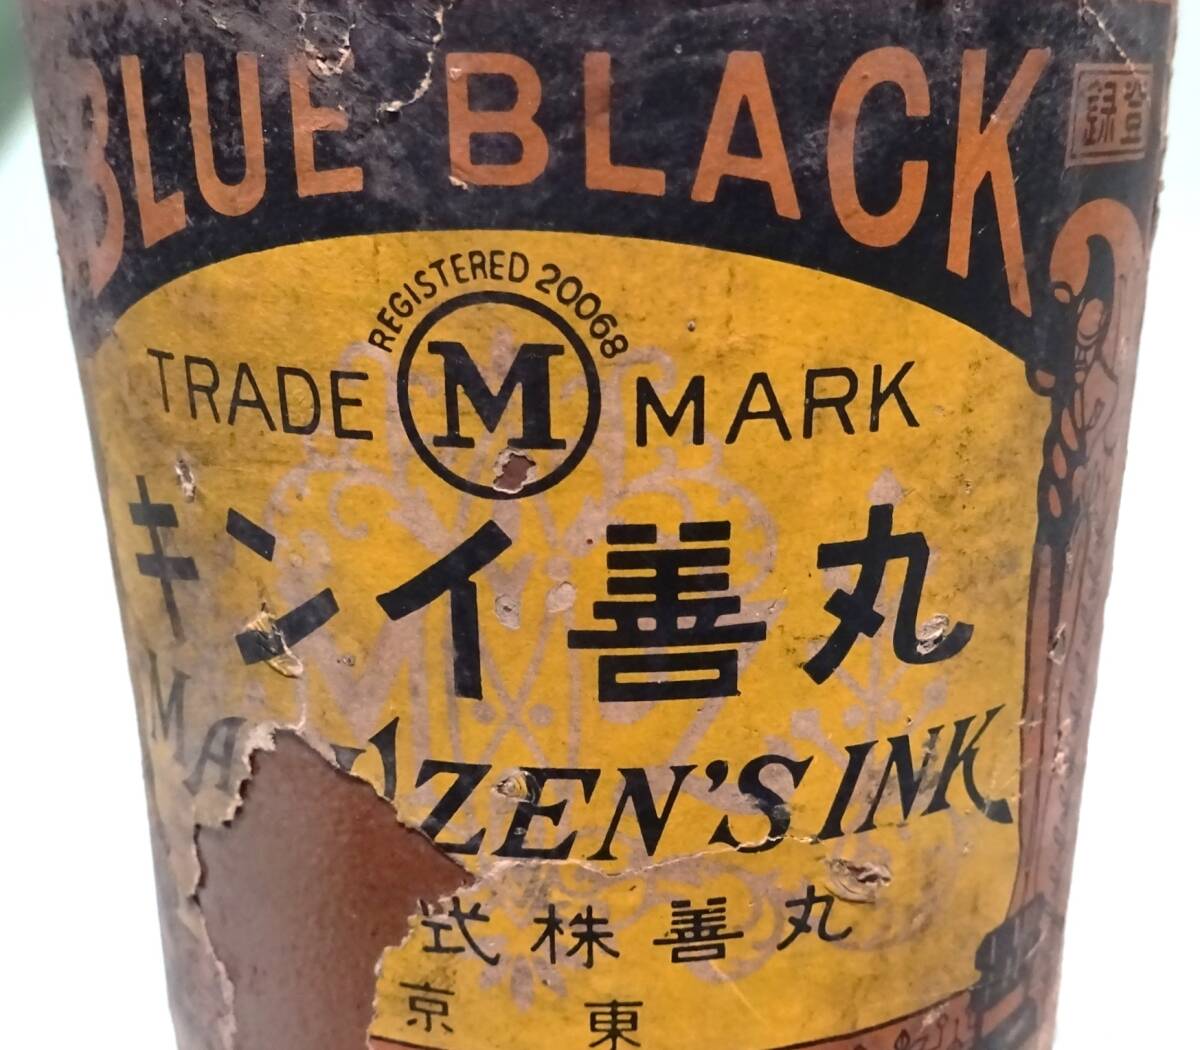 BLUE BLACK
登録
REGISTERED 20068
TRADE M MARK
丸善インキ
MARUZEN'S INK
丸善株式
東京